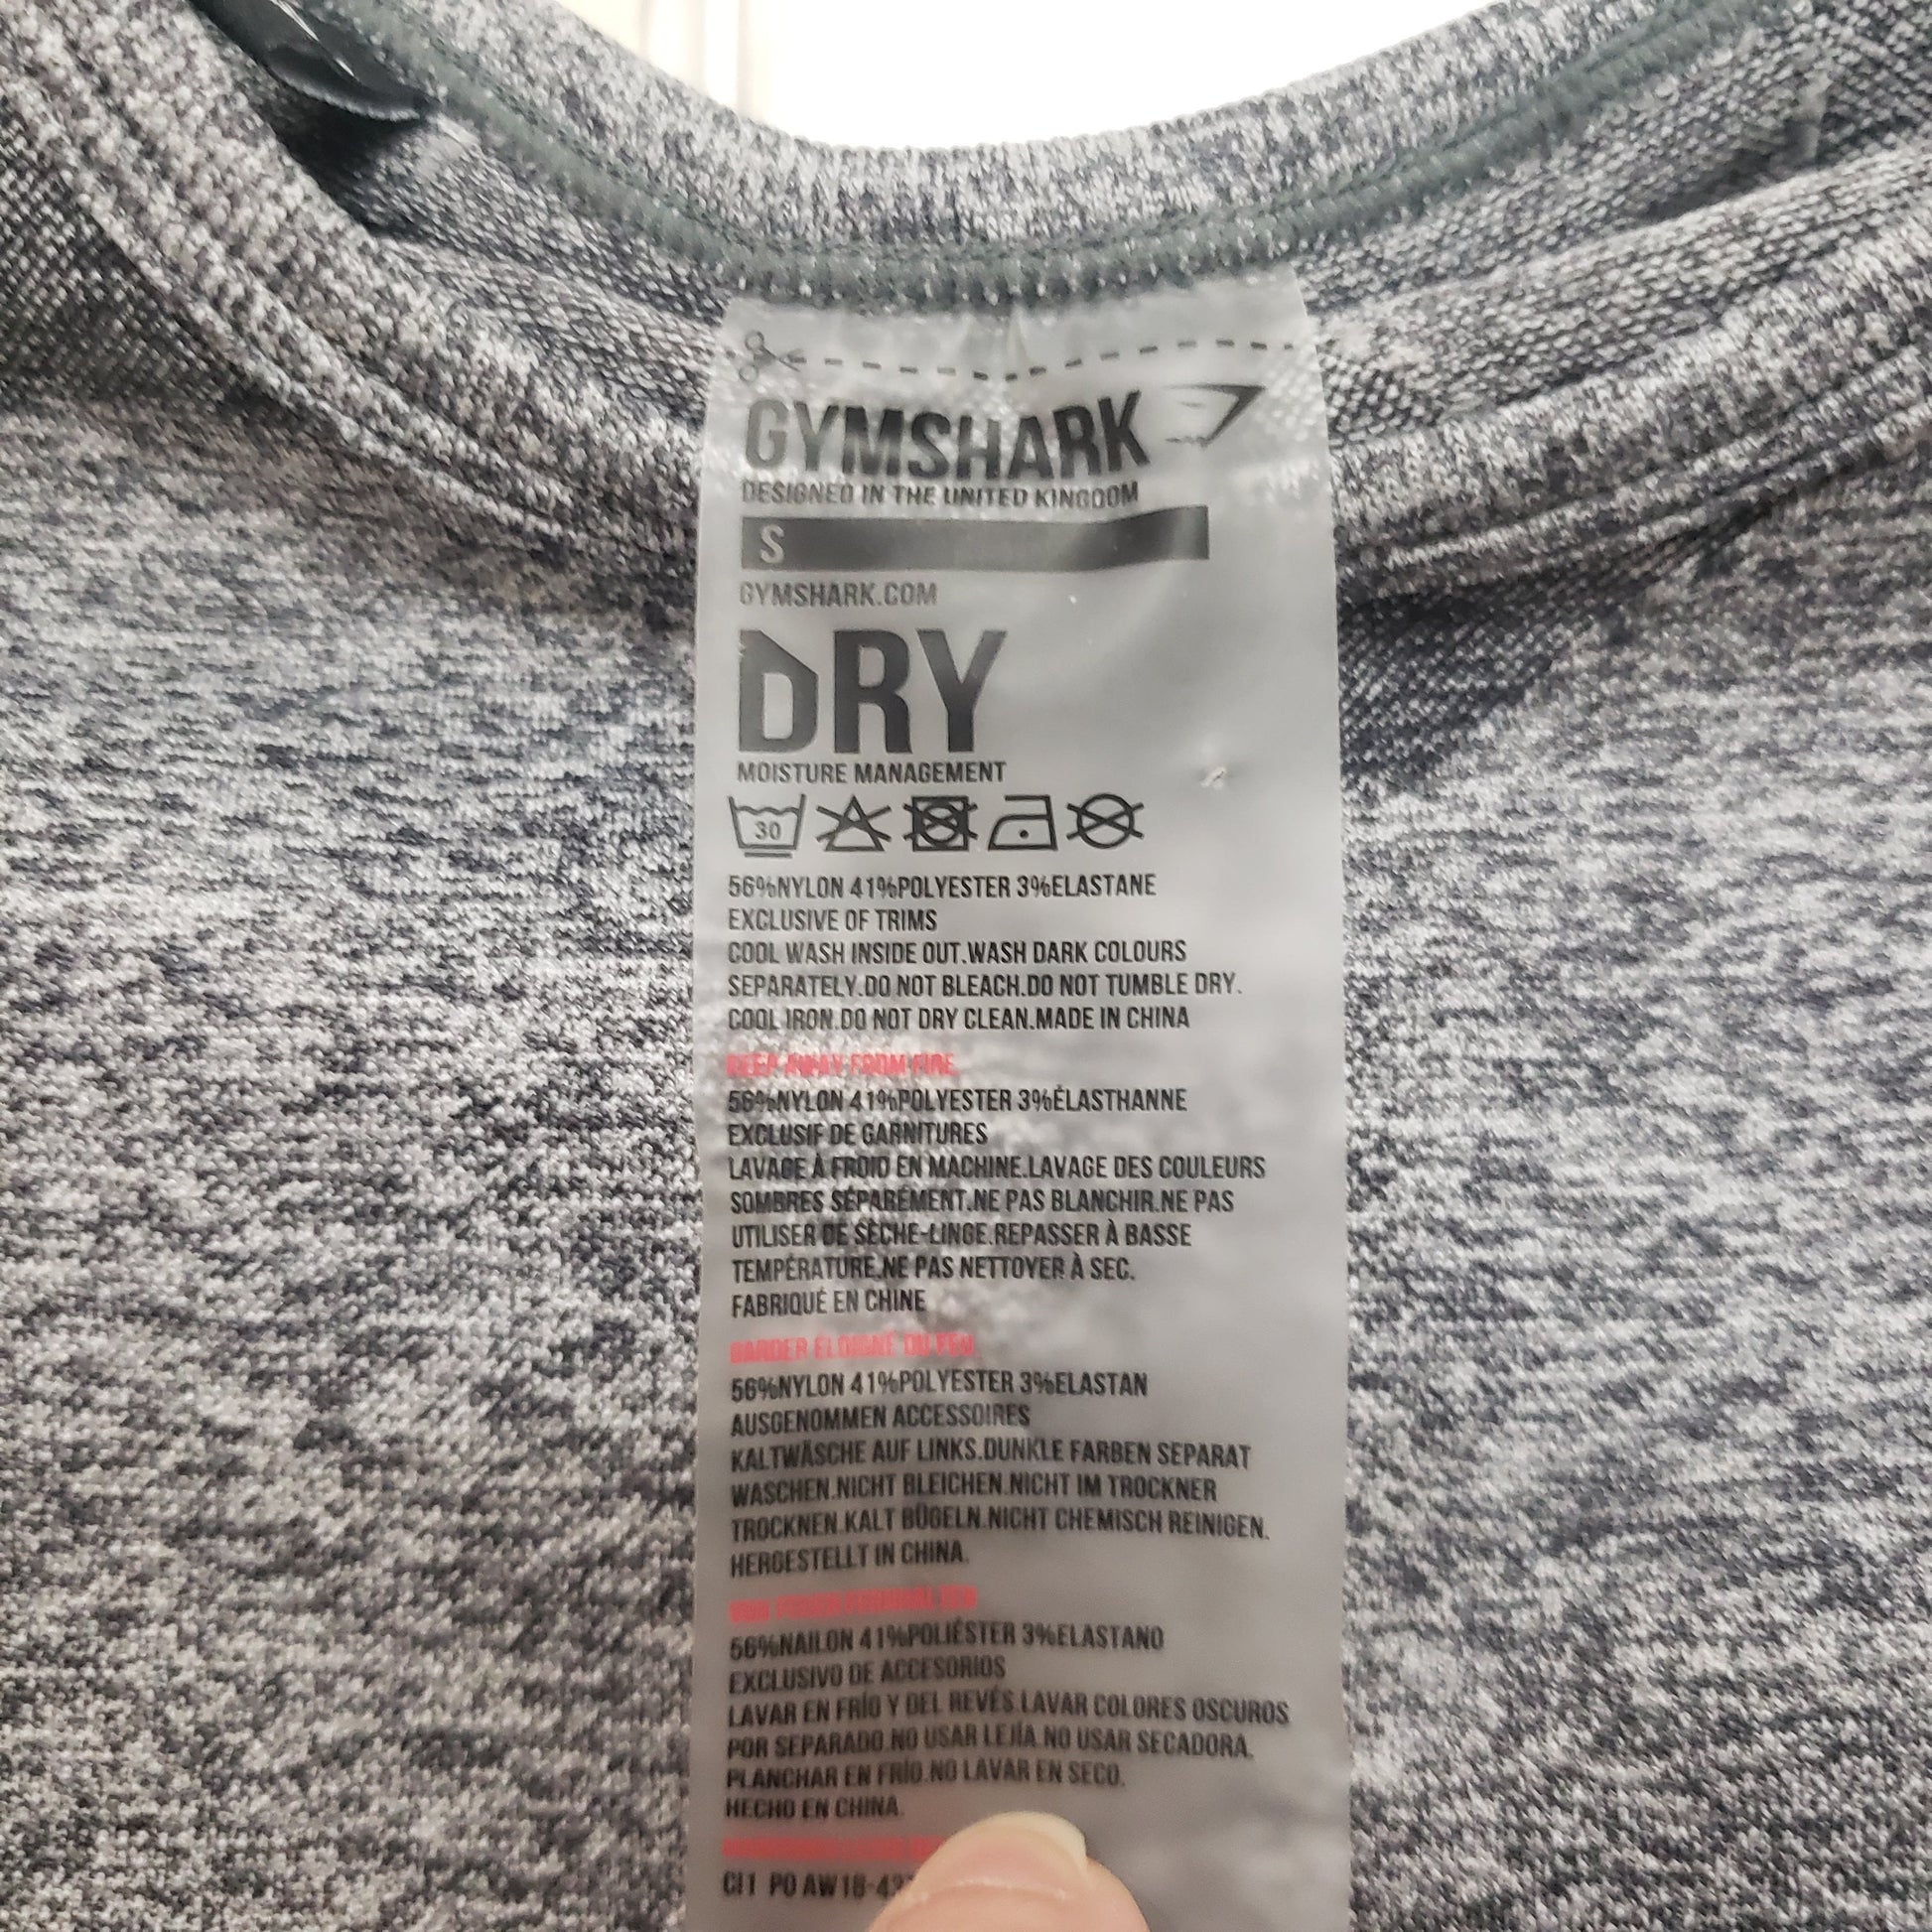 GYMSHARK
DESIGNED IN THE UNITED KINGDOM
S
GYMSHARK.COM
DRY
MOISTURE MANAGEMENT
30
56%NYLON 41%POLYESTER 3%ELASTANE
EXCLUSIVE OF TRIMS
COOL WASH INSIDE OUT.WASH DARK COLOURS
SEPARATELY.DO NOT BLEACH.DO NOT TUMBLE DRY.
COOL IRON.DO NOT DRY CLEAN.MADE IN CHINA
KEEP AWAY FROM FIRE
56%NYLON 41%POLYESTER 3%ÉLASTHANNE
EXCLUSIF DE GARNITURES
LAVAGE À FROID EN MACHINE.LAVAGE DES COULEURS
SOMBRES SÉPARÉMENT.NE PAS BLANCHIR.NE PAS
UTILISER DE SÈCHE-LINGE.REPASSER À BASSE
TEMPÉRATURE.NE PAS NETTOYER À SEC.
FABRIQUÉ EN CHINE
ÉLOIGNÉ DU FEU
56%NYLON 41%POLYESTER 3%ELASTAN
AUSGENOMMEN ACCESSOIRES
KALTWÄSCHE AUF LINKS.DUNKLE FARBEN SEPARAT
WASCHEN.NICHT BLEICHEN.NICHT IM TROCKNER
TROCKNEN.KALT BÜGELN.NICHT CHEMISCH REINIGEN.
HERGESTELLT IN CHINA.
56%NAILON 41%POLIÉSTER 3%ELASTANO
EXCLUSIVO DE ACCESORIOS
LAVAR EN FRÍO Y DEL REVÉS.LAVAR COLORES OSCUROS
POR SEPARADO.NO USAR LEJÍA.NO USAR SECADORA.
PLANCHAR EN FRÍO.NO LAVAR EN SECO.
HECHO EN CHINA.
PO